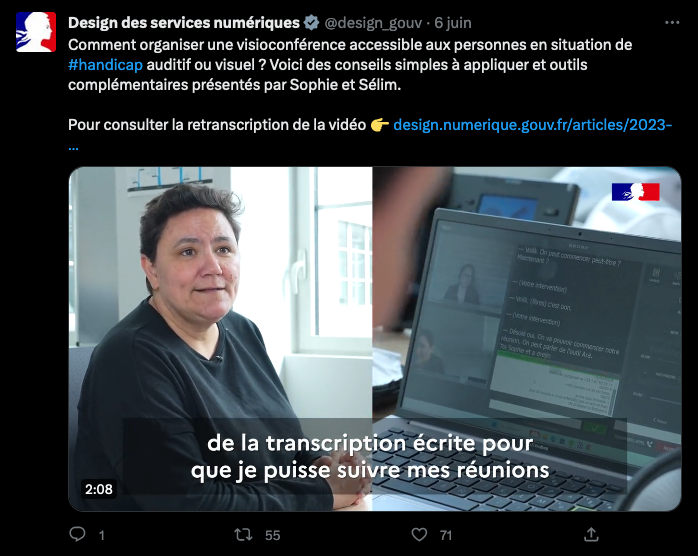 Design des services numériques @design_gouv · 6 juin
Comment organiser une visioconférence accessible aux personnes en situation de
#handicap auditif ou visuel ? Voici des conseils simples à appliquer et outils
complémentaires présentés par Sophie et Sélim.
Pour consulter la retranscription de la vidéo 👉 design.numerique.gouv.fr/articles/2023-
…
— Voilà. On peut commencer peut-être ?
Maintenant ?
— (Votre intervention)
— Voilà. (Rires) c'est bon.
— (Votre intervention)
— Désolé oui. On va pouvoir commencer notre
réunion. On peut parler de l'outil
de la transcription écrite pour
que je puisse suivre mes réunions
2:08
1 55 71